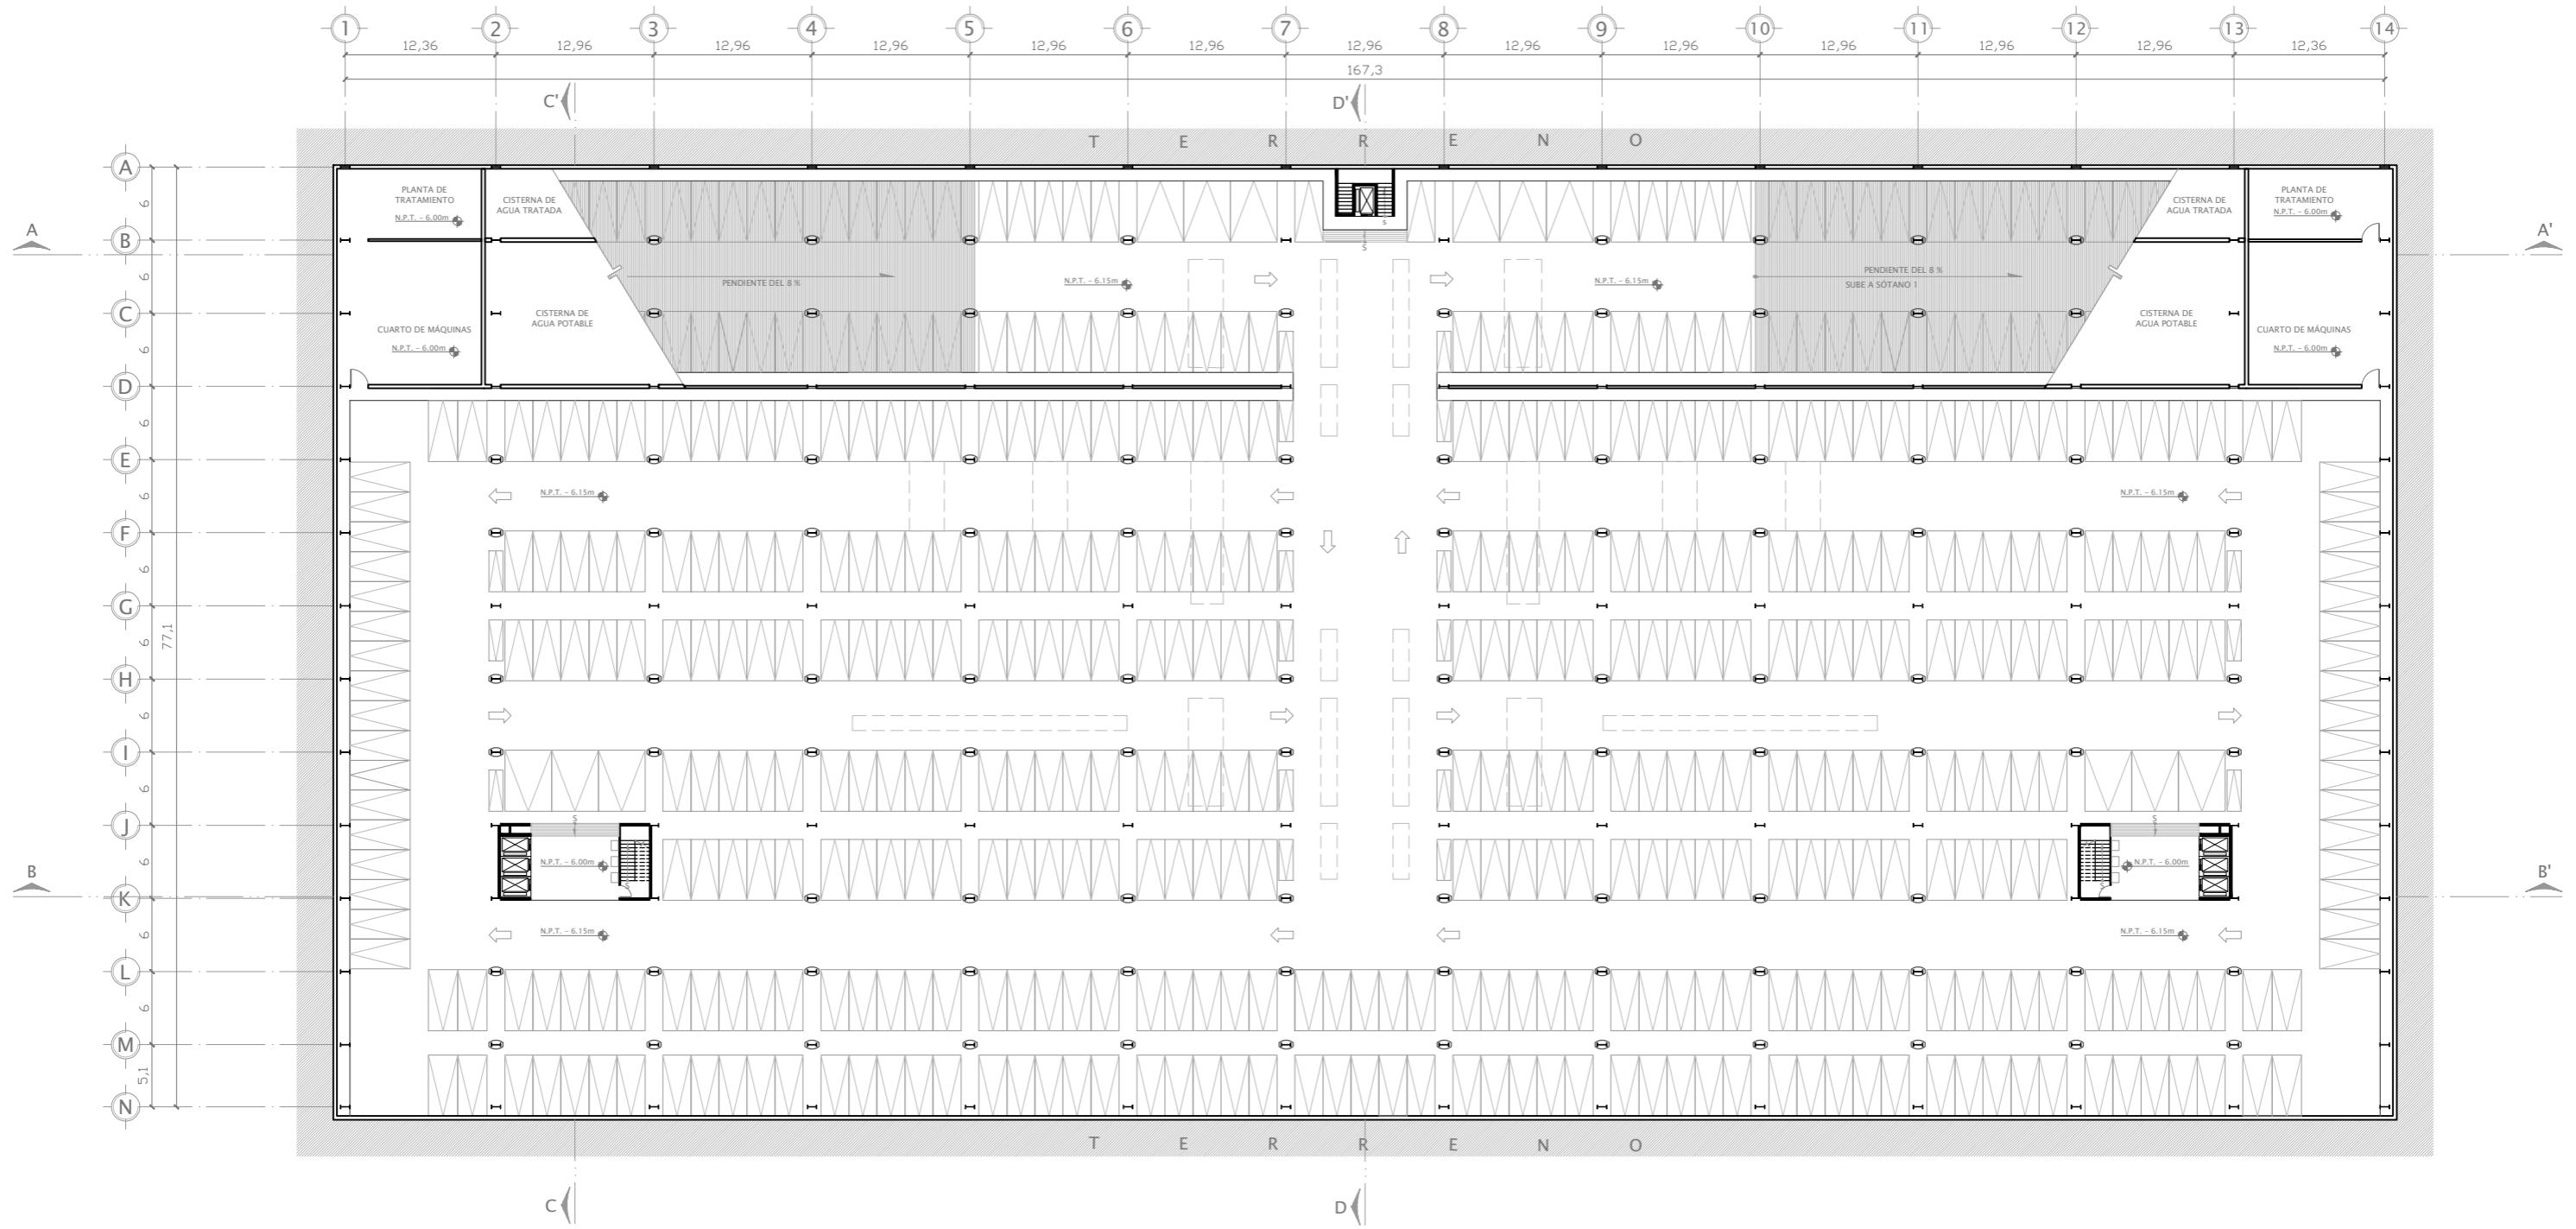 1 2 3 4 5 6 7 8 9 10 11 12 13 14
12,36 12,96 12,96 12,96 12,96 12,96 12,96 12,96 12,96 12,96 12,96 12,96 12,36
167,3
C' D'
T E R R E N O
A
B
C
D
E
F
G
H
I
J
K
L
M
N
6
6
6
6
6
6
6
6
6
6
6
6
5,1
77,1
A A'
B B'
PLANTA DE
TRATAMIENTO
N.P.T. - 6.00m
CISTERNA DE
AGUA TRATADA
CUARTO DE MÁQUINAS
N.P.T. - 6.00m
CISTERNA DE
AGUA POTABLE
PENDIENTE DEL 8 %
N.P.T. - 6.15m
S
S
N.P.T. - 6.15m
PENDIENTE DEL 8 %
SUBE A SÓTANO 1
CISTERNA DE
AGUA TRATADA
PLANTA DE
TRATAMIENTO
N.P.T. - 6.00m
CISTERNA DE
AGUA POTABLE
CUARTO DE MÁQUINAS
N.P.T. - 6.00m
N.P.T. - 6.15m
N.P.T. - 6.15m
S
N.P.T. - 6.00m
S
S
N.P.T. - 6.00m
S
N.P.T. - 6.15m
N.P.T. - 6.15m
T E R R E N O
C D